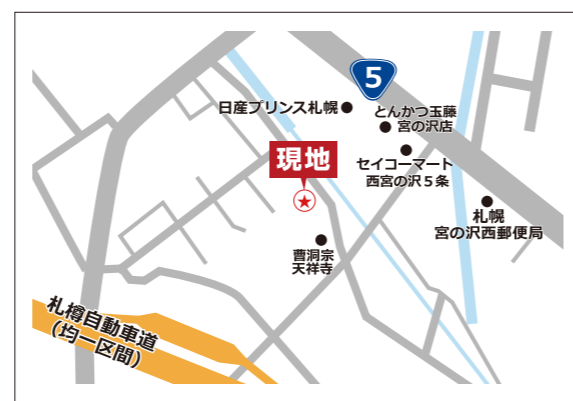 5
日産プリンス札幌
とんかつ玉藤
宮の沢店
現地
セイコーマート
西宮の沢5条
札幌
宮の沢西郵便局
曹洞宗
天祥寺
札樽自動車道
(均一区間)